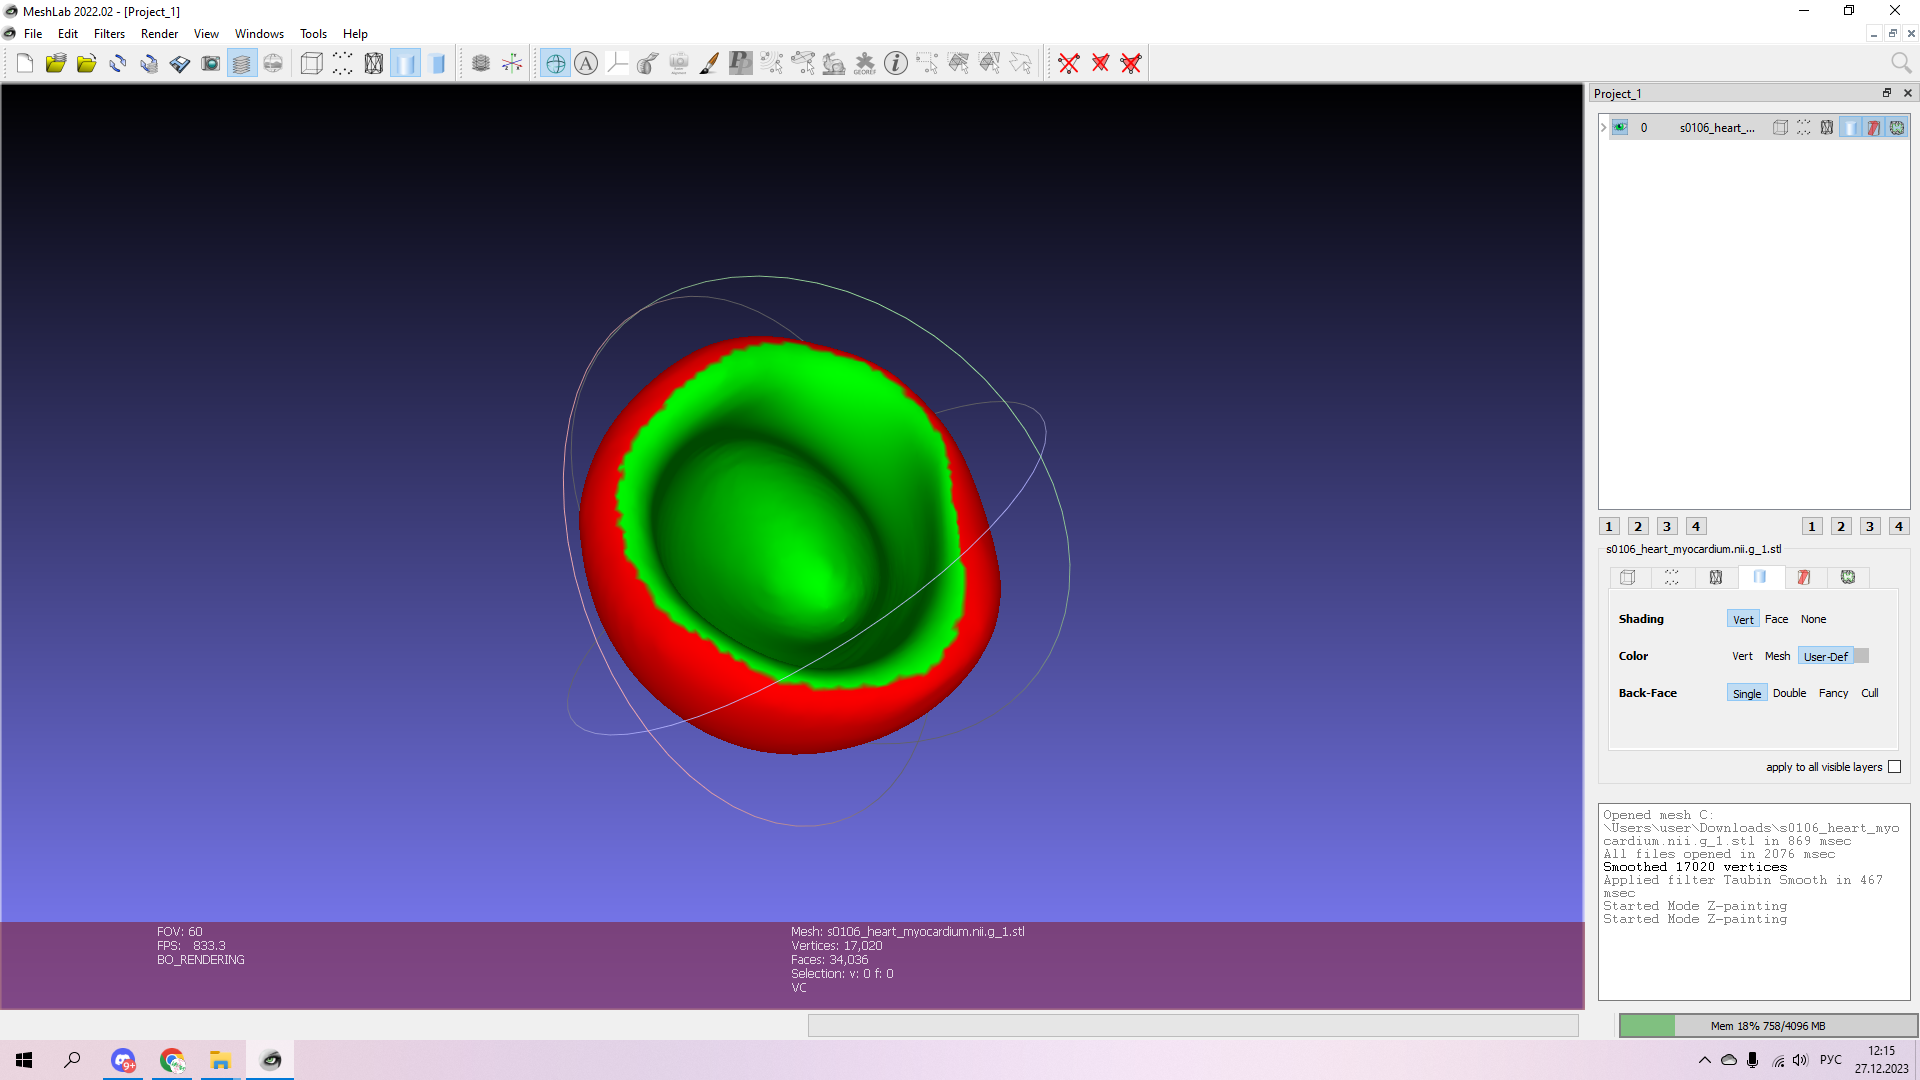 MeshLab 2022.02 - [Project_1]
File Edit Filters Render View Windows Tools Help
A
GEOREF
Project_1
0 s0106_heart_...
1 2 3 4 1 2 3 4
s0106_heart_myocardium.nii.g_1.stl
Shading Vert Face None
Color Vert Mesh User-Def
Back-Face Single Double Fancy Cull
apply to all visible layers
Opened mesh C:
\Users\user\Downloads\s0106_heart_myo
cardium.nii.g_1.stl in 869 msec
All files opened in 2076 msec
Smoothed 17020 vertices
Applied filter Taubin Smooth in 467
msec
Started Mode Z-painting
Started Mode Z-painting
FOV: 60
FPS: 833.3
BO_RENDERING
Mesh: s0106_heart_myocardium.nii.g_1.stl
Vertices: 17,020
Faces: 34,036
Selection: v: 0 f: 0
VC
Mem 18% 758/4096 MB
9+
РУС
12:15
27.12.2023